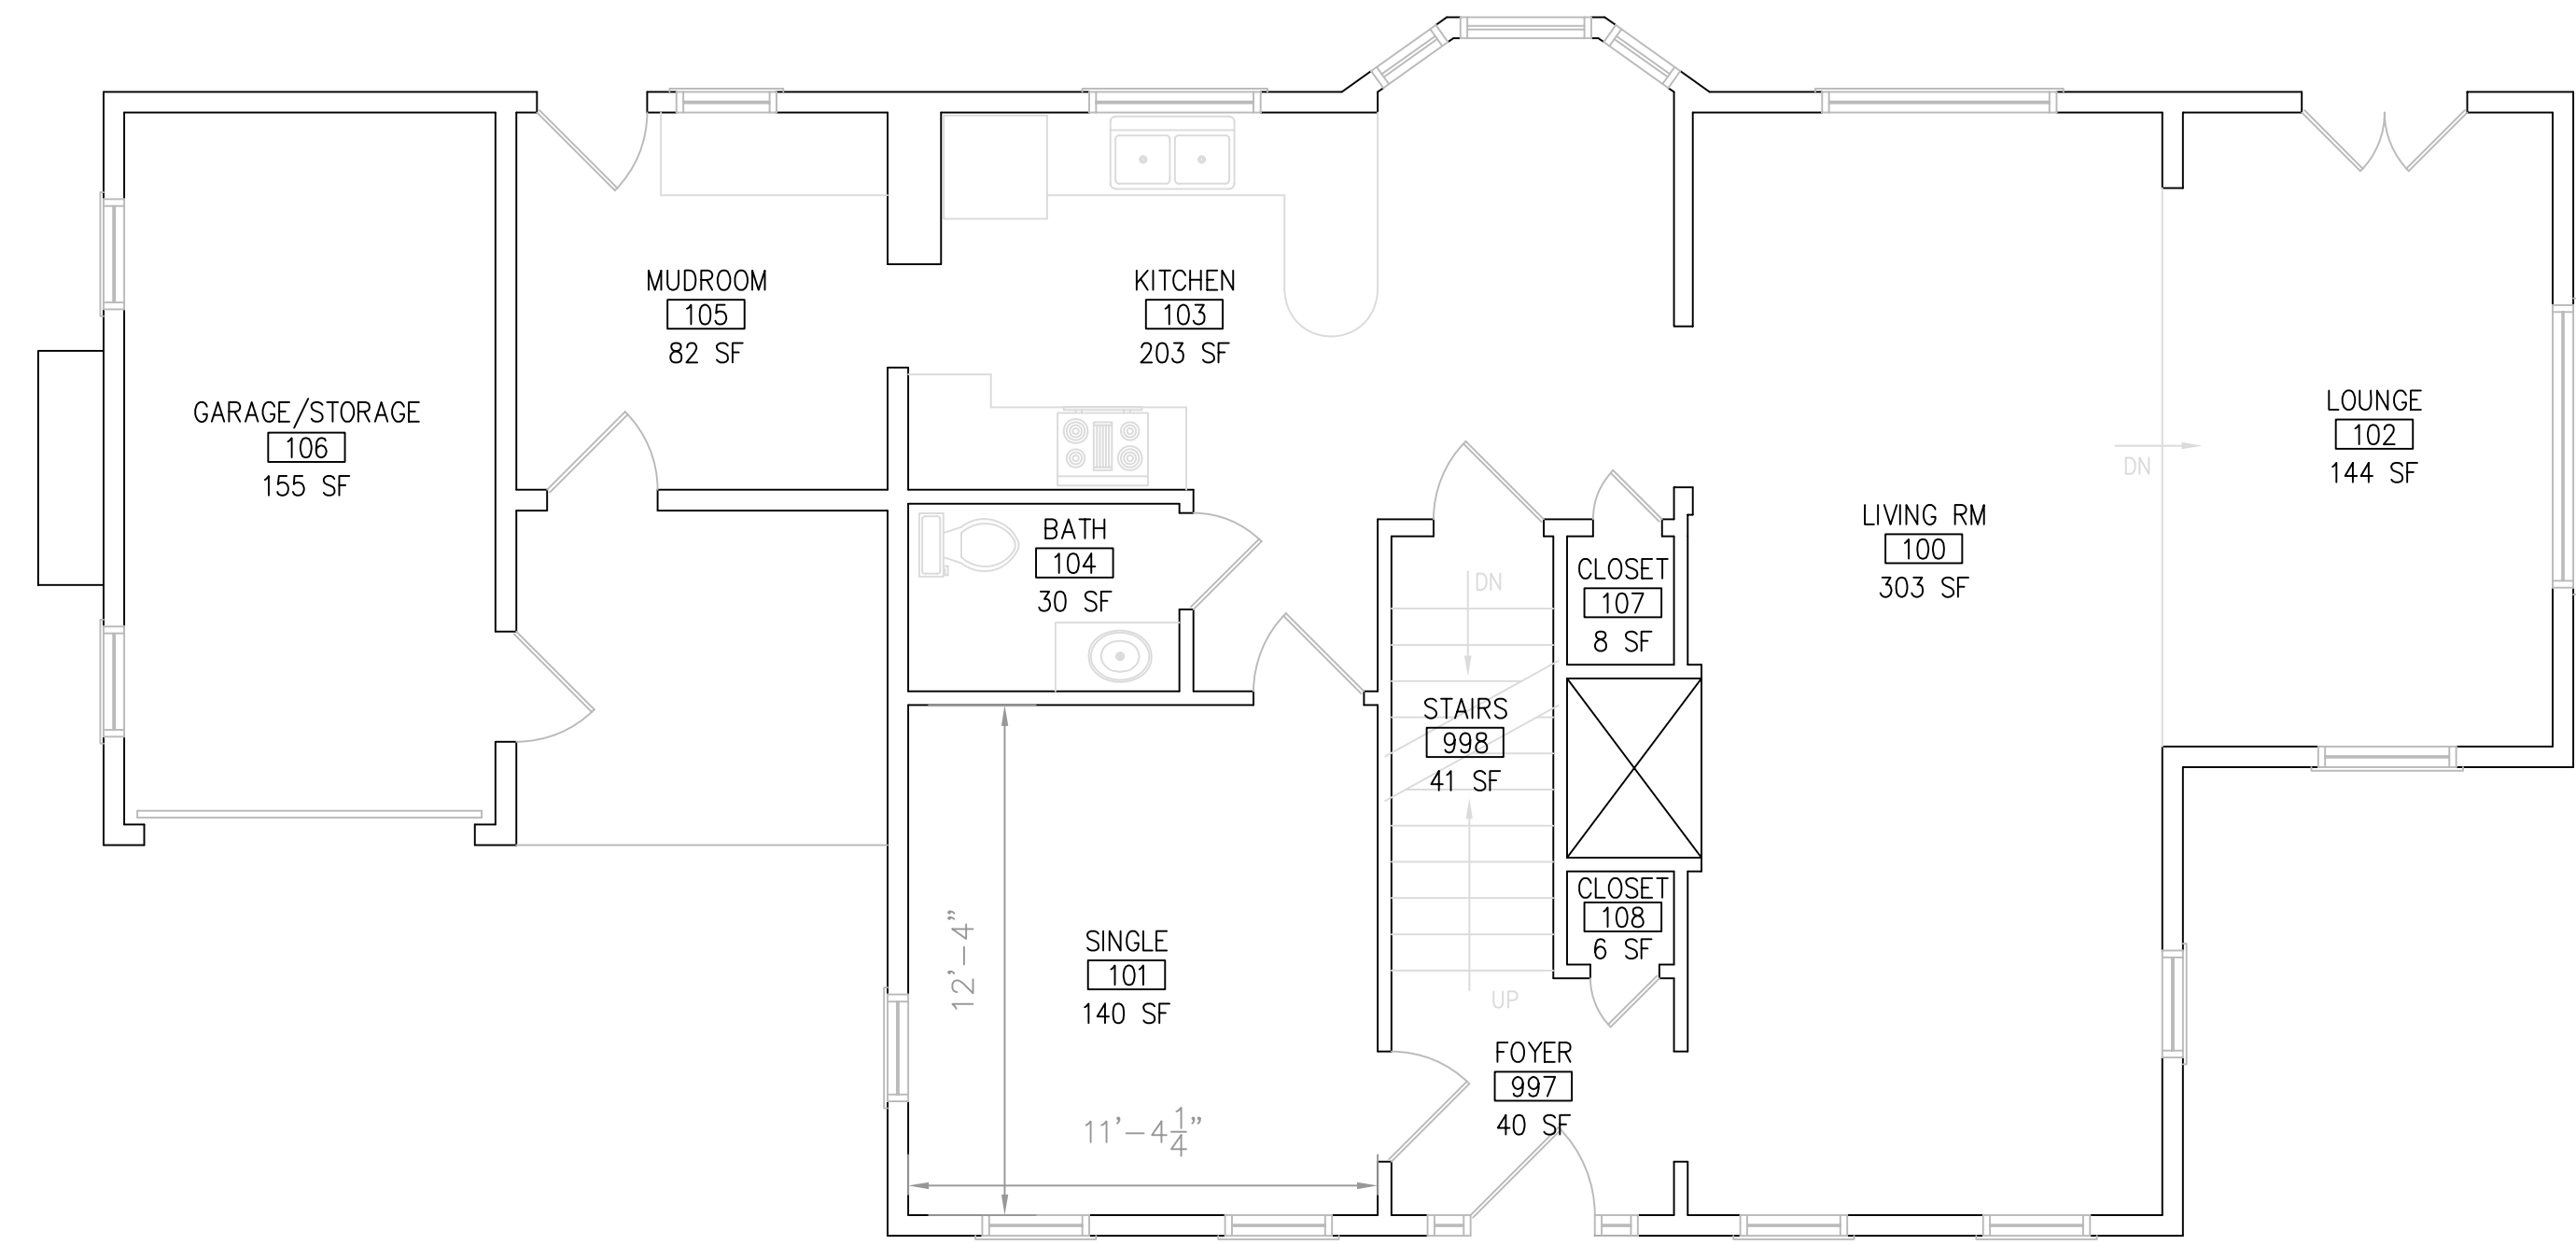 MUDROOM
105
82 SF
KITCHEN
103
203 SF
GARAGE/STORAGE
106
155 SF
LOUNGE
102
144 SF
DN
LIVING RM
100
303 SF
BATH
104
30 SF
CLOSET
107
8 SF
DN
STAIRS
998
41 SF
CLOSET
108
6 SF
UP
SINGLE
101
140 SF
12'-4"
11'-4 1/4"
FOYER
997
40 SF